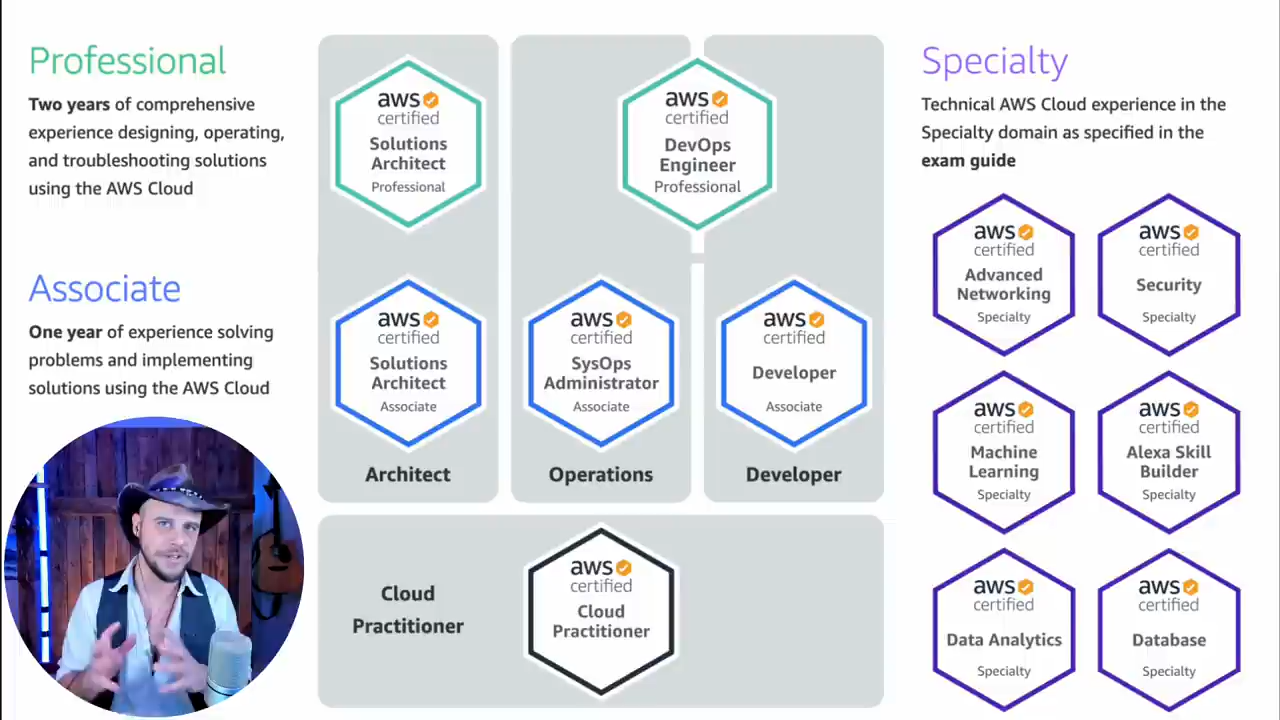 Professional
Two years of comprehensive
experience designing, operating,
and troubleshooting solutions
using the AWS Cloud
Associate
One year of experience solving
problems and implementing
solutions using the AWS Cloud
aws
certified
Solutions
Architect
Professional
aws
certified
DevOps
Engineer
Professional
aws
certified
Solutions
Architect
Associate
Architect
aws
certified
SysOps
Administrator
Associate
Operations
aws
certified
Developer
Associate
Developer
Cloud
Practitioner
aws
certified
Cloud
Practitioner
Specialty
Technical AWS Cloud experience in the
Specialty domain as specified in the
exam guide
aws
certified
Advanced
Networking
Specialty
aws
certified
Security
Specialty
aws
certified
Machine
Learning
Specialty
aws
certified
Alexa Skill
Builder
Specialty
aws
certified
Data Analytics
Specialty
aws
certified
Database
Specialty